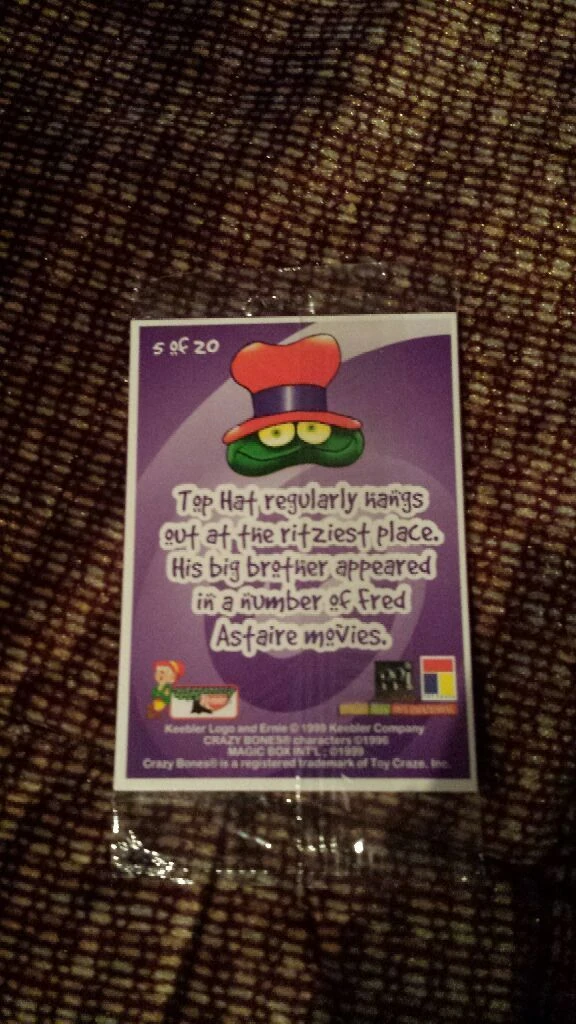 5 of 20
Top Hat regularly hangs
out at the ritziest place.
His big brother appeared
in a number of Fred
Astaire movies.
Keebler Logo and Ernie © 1999 Keebler Company
CRAZY BONES® characters ©1996
MAGIC BOX INT'L : ©1999
Crazy Bones® is a registered trademark of Toy Craze, Inc.